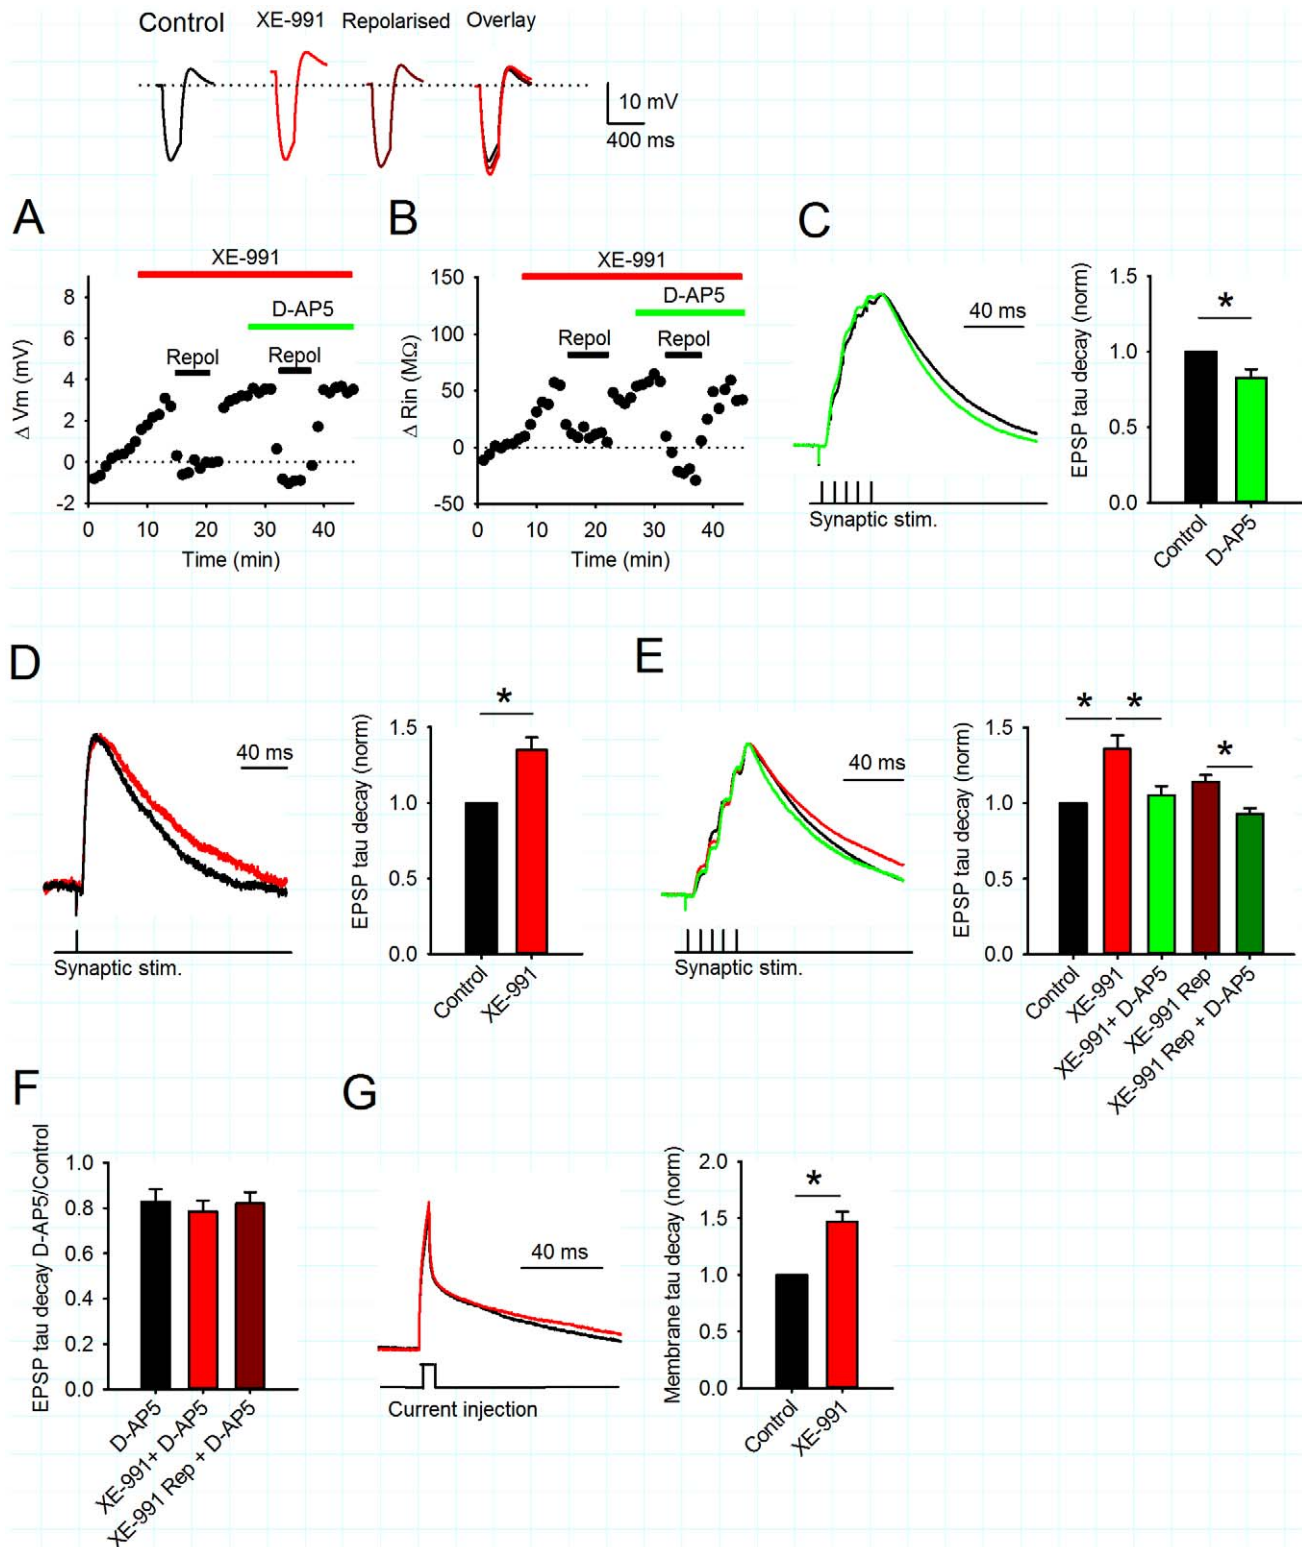 Control XE-991 Repolarised Overlay
10 mV
400 ms
A
XE-991
D-AP5
Repol
Repol
Δ Vm (mV)
8
6
4
2
0
-2
0 10 20 30 40
Time (min)
B
XE-991
D-AP5
Repol
Repol
Δ Rin (MΩ)
150
100
50
0
-50
0 10 20 30 40
Time (min)
C
40 ms
Synaptic stim.
EPSP tau decay (norm)
1.5
1.0
0.5
0.0
*
Control
D-AP5
D
40 ms
Synaptic stim.
EPSP tau decay (norm)
1.5
1.0
0.5
0.0
*
Control
XE-991
E
40 ms
Synaptic stim.
EPSP tau decay (norm)
1.5
1.0
0.5
0.0
* *
*
Control
XE-991
XE-991+ D-AP5
XE-991 Rep
XE-991 Rep + D-AP5
F
EPSP tau decay D-AP5/Control
1.0
0.8
0.6
0.4
0.2
0.0
D-AP5
XE-991+ D-AP5
XE-991 Rep + D-AP5
G
40 ms
Current injection
Membrane tau decay (norm)
2.0
1.5
1.0
0.5
0.0
*
Control
XE-991